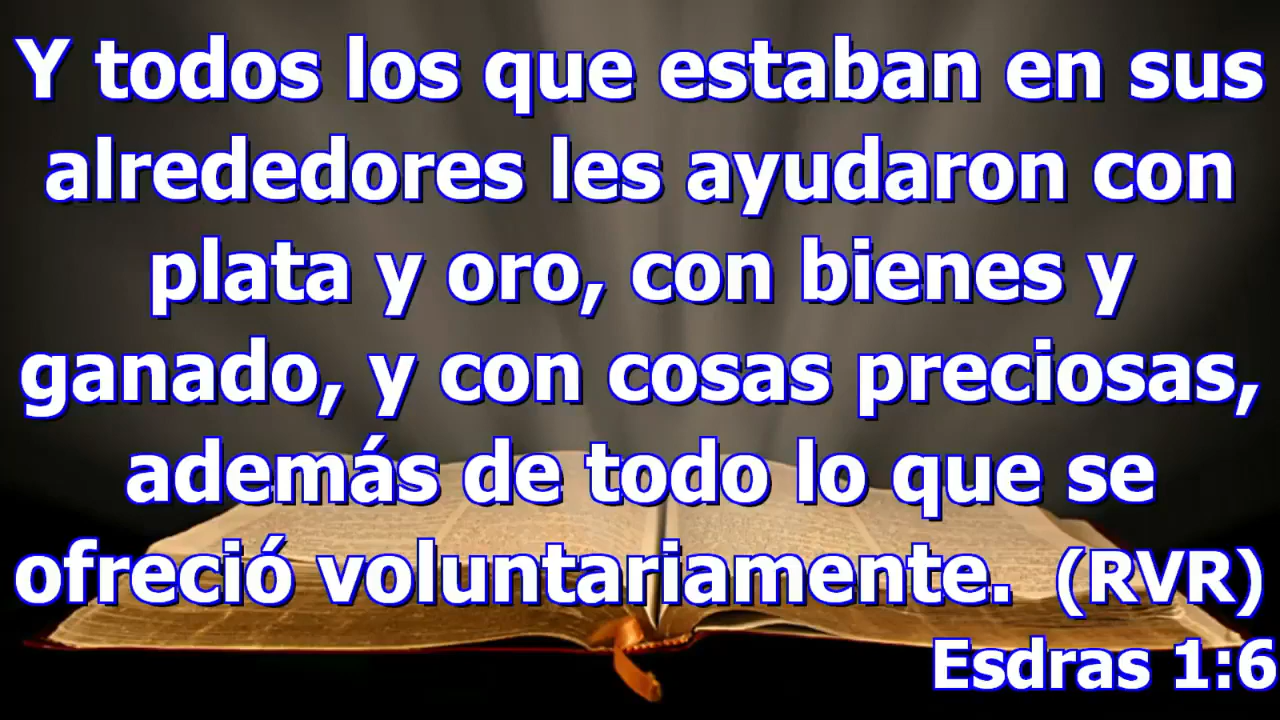 Y todos los que estaban en sus
alrededores les ayudaron con
plata y oro, con bienes y
ganado, y con cosas preciosas,
además de todo lo que se
ofreció voluntariamente. (RVR)
Esdras 1:6